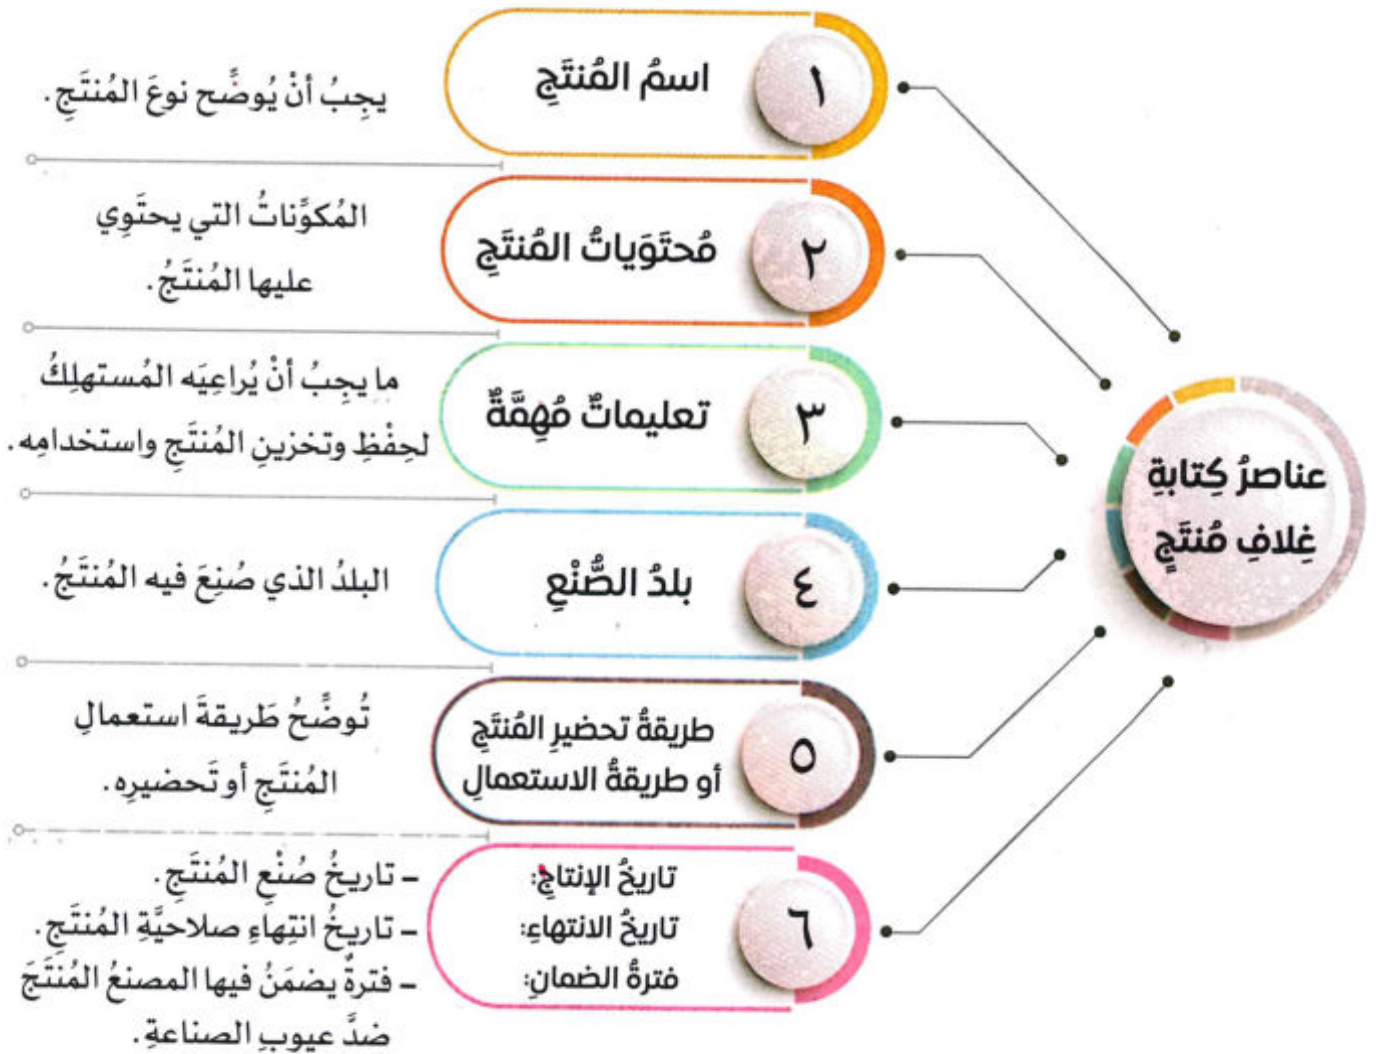 عناصرُ كِتابةِ
غِلافِ مُنتَجٍ
١
اسمُ المُنتَجِ
يجِبُ أنْ يُوضِّح نوعَ المُنتَجِ.
٢
مُحتَوَياتُ المُنتَجِ
المُكوِّناتُ التي يحتَوِي
عليها المُنتَجُ.
٣
تعليماتٌ مُهِمَّةٌ
ما يجِبُ أنْ يُراعِيَه المُستهلِكُ
لحِفْظِ وتخزينِ المُنتَجِ واستخدامِه.
٤
بلدُ الصُّنْعِ
البلدُ الذي صُنِعَ فيه المُنتَجُ.
٥
طريقةُ تحضيرِ المُنتَجِ
أو طريقةُ الاستعمالِ
تُوضِّحُ طَريقةَ استعمالِ
المُنتَجِ أو تَحضيرِه.
٦
تاريخُ الإنتاجِ:
تاريخُ الانتهاءِ:
فترةُ الضمانِ:
– تاريخُ صُنْعِ المُنتَجِ.
– تاريخُ انتِهاءِ صلاحيَّةِ المُنتَجِ.
– فترةٌ يضمَنُ فيها المصنعُ المُنتَجَ
ضدَّ عيوبِ الصناعةِ.